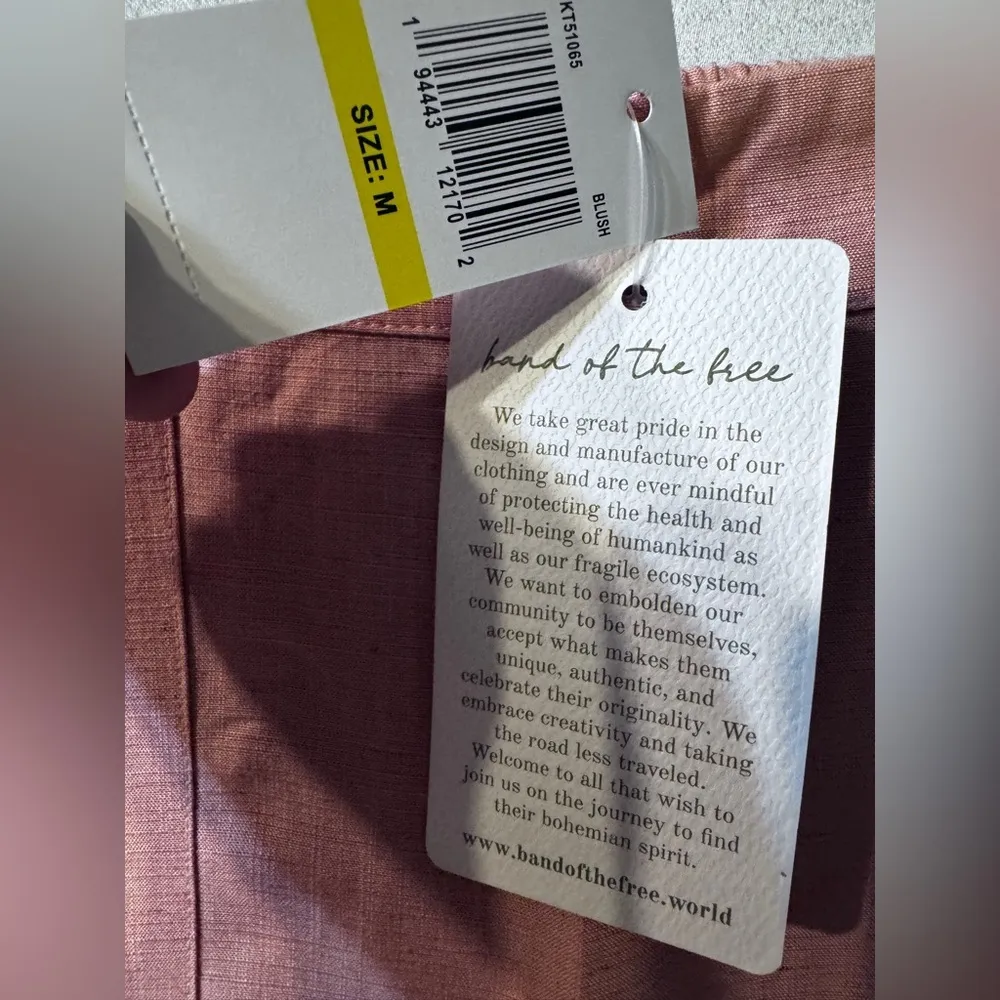 KT51065
1 94443 12170 2
BLUSH
SIZE: M
band of the free
We take great pride in the
design and manufacture of our
clothing and are ever mindful
of protecting the health and
well-being of humankind as
well as our fragile ecosystem.
We want to embolden our
community to be themselves,
accept what makes them
unique, authentic, and
celebrate their originality. We
embrace creativity and taking
the road less traveled.
Welcome to all that wish to
join us on the journey to find
their bohemian spirit.
www.bandofthefree.world